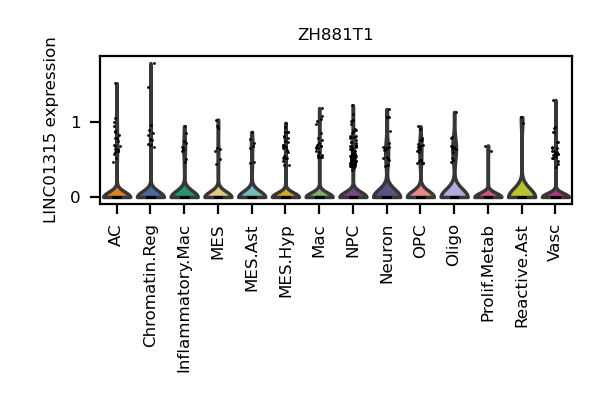 ZH881T1
LINC01315 expression
1
0
AC
Chromatin.Reg
Inflammatory.Mac
MES
MES.Ast
MES.Hyp
Mac
NPC
Neuron
OPC
Oligo
Prolif.Metab
Reactive.Ast
Vasc